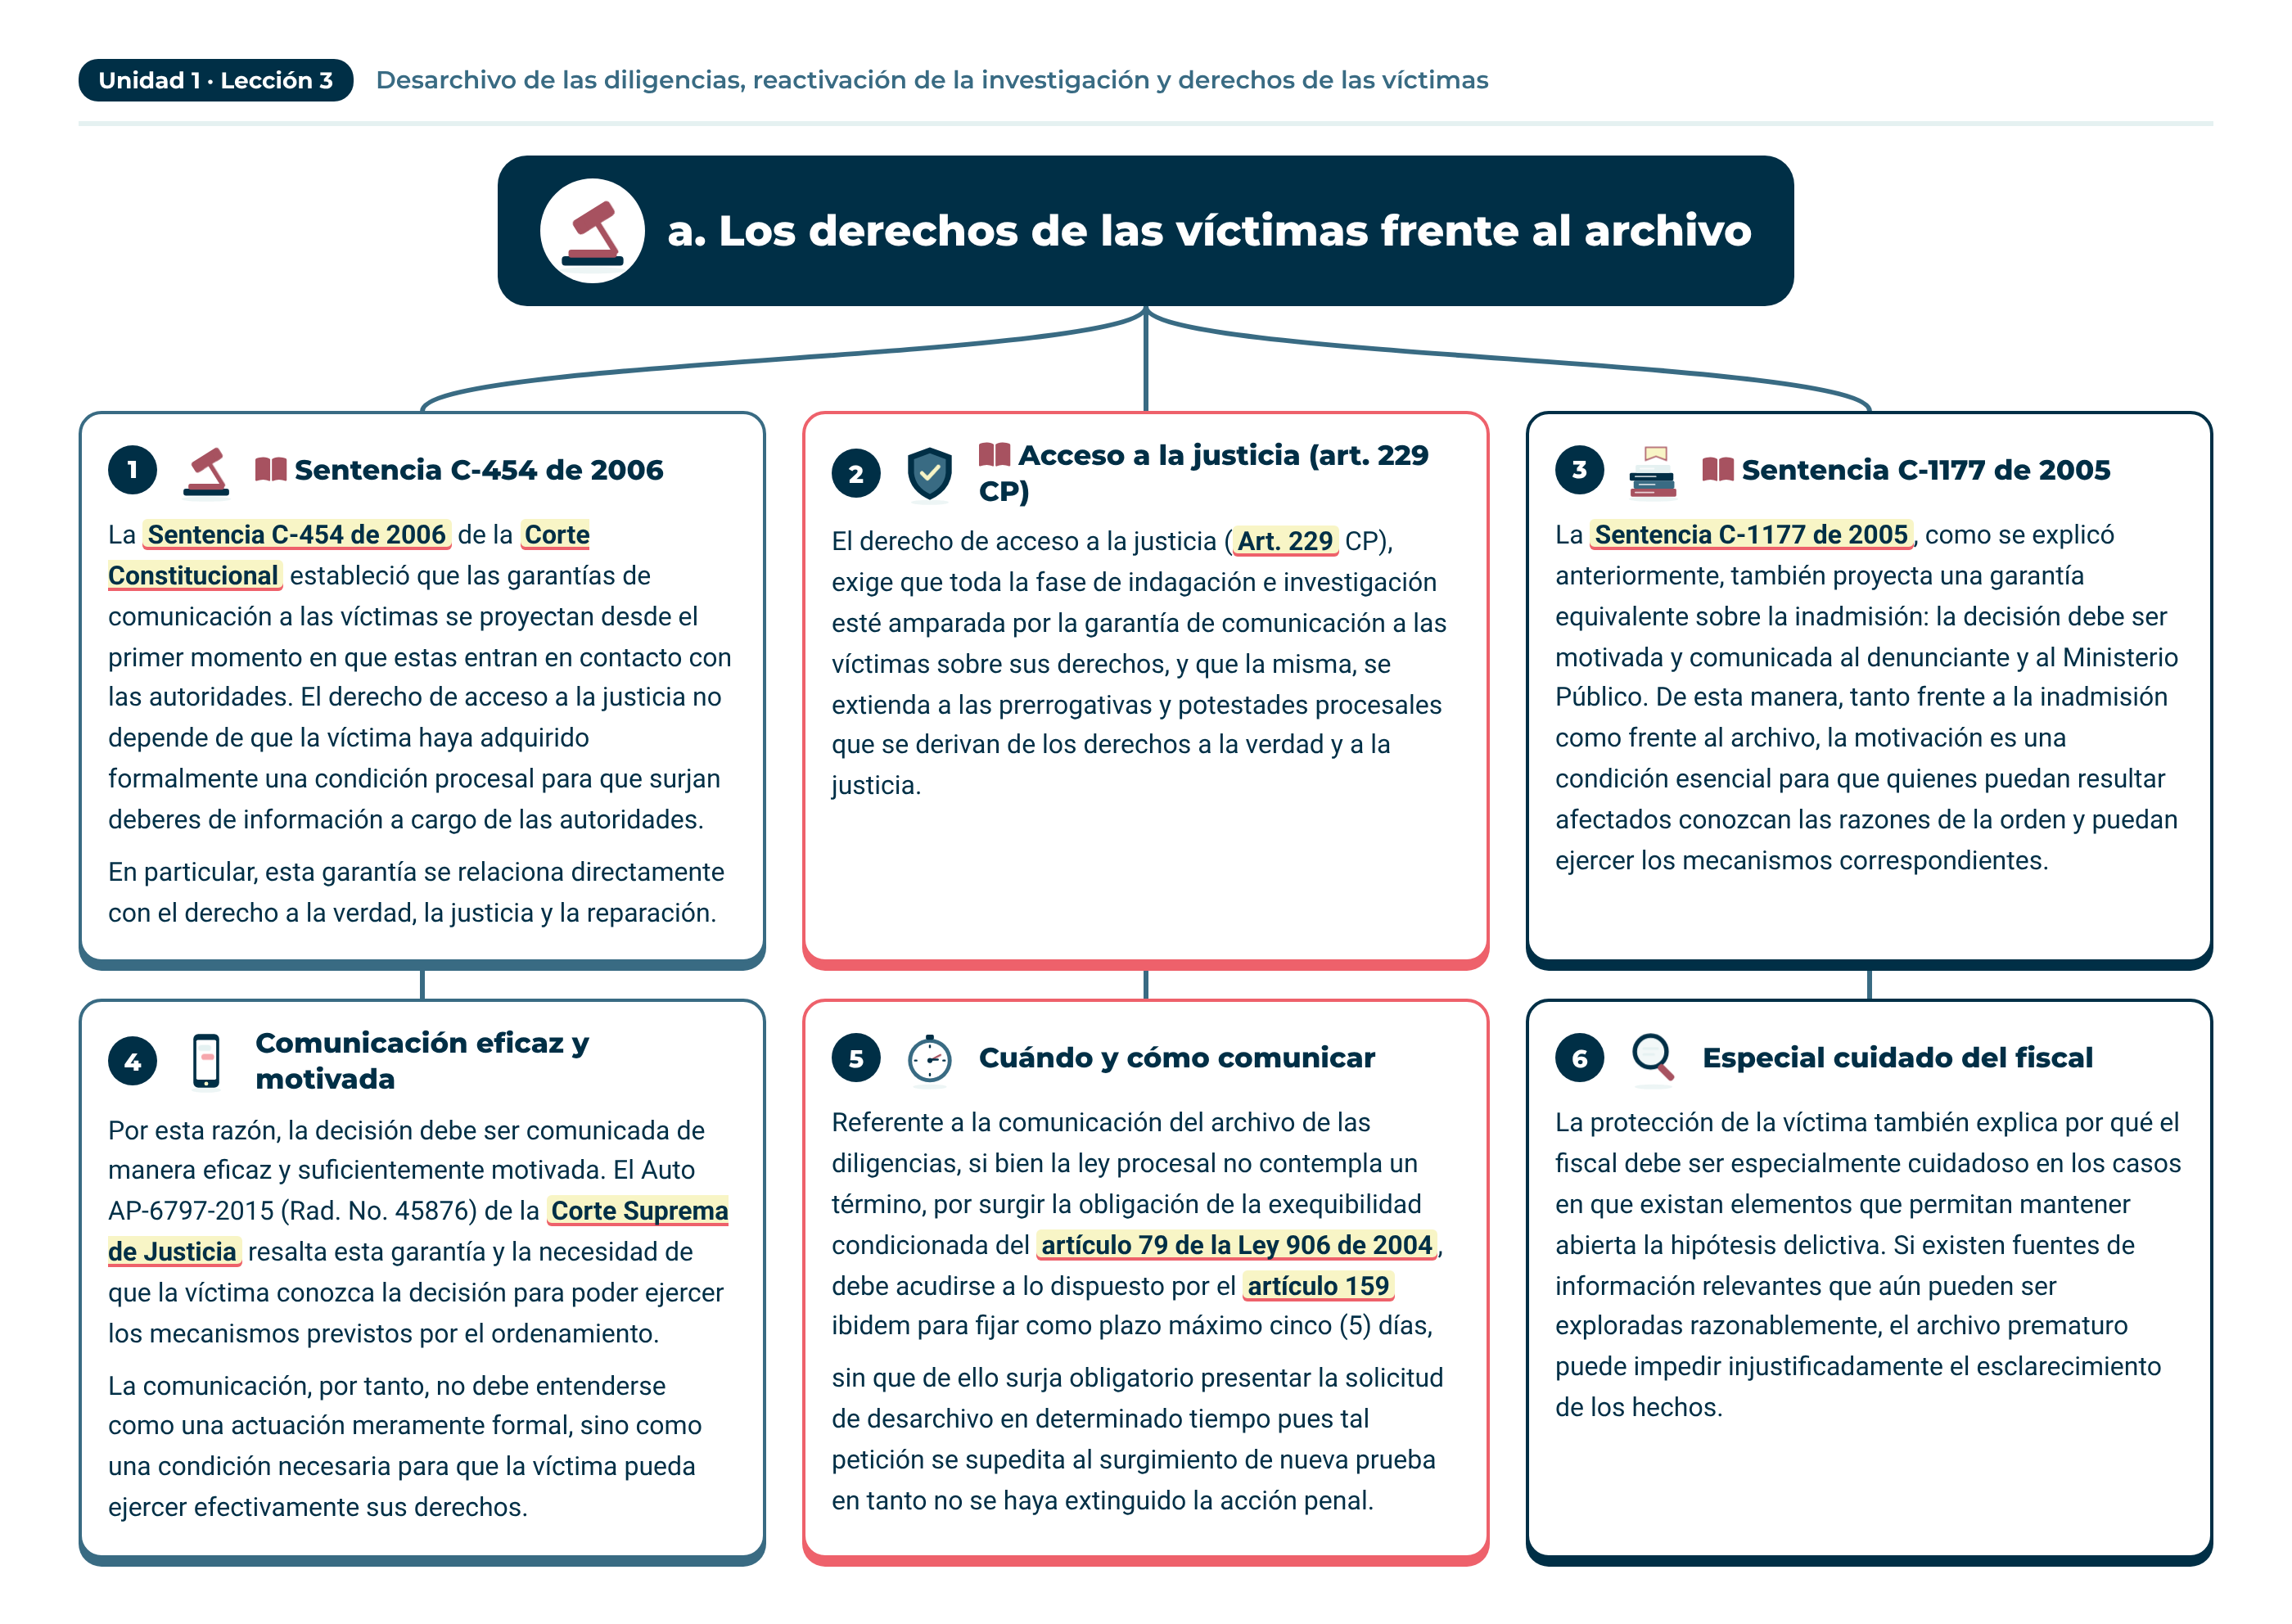 Unidad 1 · Lección 3
Desarchivo de las diligencias, reactivación de la investigación y derechos de las víctimas
a. Los derechos de las víctimas frente al archivo
1
Sentencia C-454 de 2006
La Sentencia C-454 de 2006 de la Corte
Constitucional estableció que las garantías de
comunicación a las víctimas se proyectan desde el
primer momento en que estas entran en contacto con
las autoridades. El derecho de acceso a la justicia no
depende de que la víctima haya adquirido
formalmente una condición procesal para que surjan
deberes de información a cargo de las autoridades.
En particular, esta garantía se relaciona directamente
con el derecho a la verdad, la justicia y la reparación.
2
Acceso a la justicia (art. 229
CP)
El derecho de acceso a la justicia (Art. 229 CP),
exige que toda la fase de indagación e investigación
esté amparada por la garantía de comunicación a las
víctimas sobre sus derechos, y que la misma, se
extienda a las prerrogativas y potestades procesales
que se derivan de los derechos a la verdad y a la
justicia.
3
Sentencia C-1177 de 2005
La Sentencia C-1177 de 2005, como se explicó
anteriormente, también proyecta una garantía
equivalente sobre la inadmisión: la decisión debe ser
motivada y comunicada al denunciante y al Ministerio
Público. De esta manera, tanto frente a la inadmisión
como frente al archivo, la motivación es una
condición esencial para que quienes puedan resultar
afectados conozcan las razones de la orden y puedan
ejercer los mecanismos correspondientes.
4
Comunicación eficaz y
motivada
Por esta razón, la decisión debe ser comunicada de
manera eficaz y suficientemente motivada. El Auto
AP-6797-2015 (Rad. No. 45876) de la Corte Suprema
de Justicia resalta esta garantía y la necesidad de
que la víctima conozca la decisión para poder ejercer
los mecanismos previstos por el ordenamiento.
La comunicación, por tanto, no debe entenderse
como una actuación meramente formal, sino como
una condición necesaria para que la víctima pueda
ejercer efectivamente sus derechos.
5
Cuándo y cómo comunicar
Referente a la comunicación del archivo de las
diligencias, si bien la ley procesal no contempla un
término, por surgir la obligación de la exequibilidad
condicionada del artículo 79 de la Ley 906 de 2004,
debe acudirse a lo dispuesto por el artículo 159
ibidem para fijar como plazo máximo cinco (5) días,
sin que de ello surja obligatorio presentar la solicitud
de desarchivo en determinado tiempo pues tal
petición se supedita al surgimiento de nueva prueba
en tanto no se haya extinguido la acción penal.
6
Especial cuidado del fiscal
La protección de la víctima también explica por qué el
fiscal debe ser especialmente cuidadoso en los casos
en que existan elementos que permitan mantener
abierta la hipótesis delictiva. Si existen fuentes de
información relevantes que aún pueden ser
exploradas razonablemente, el archivo prematuro
puede impedir injustificadamente el esclarecimiento
de los hechos.